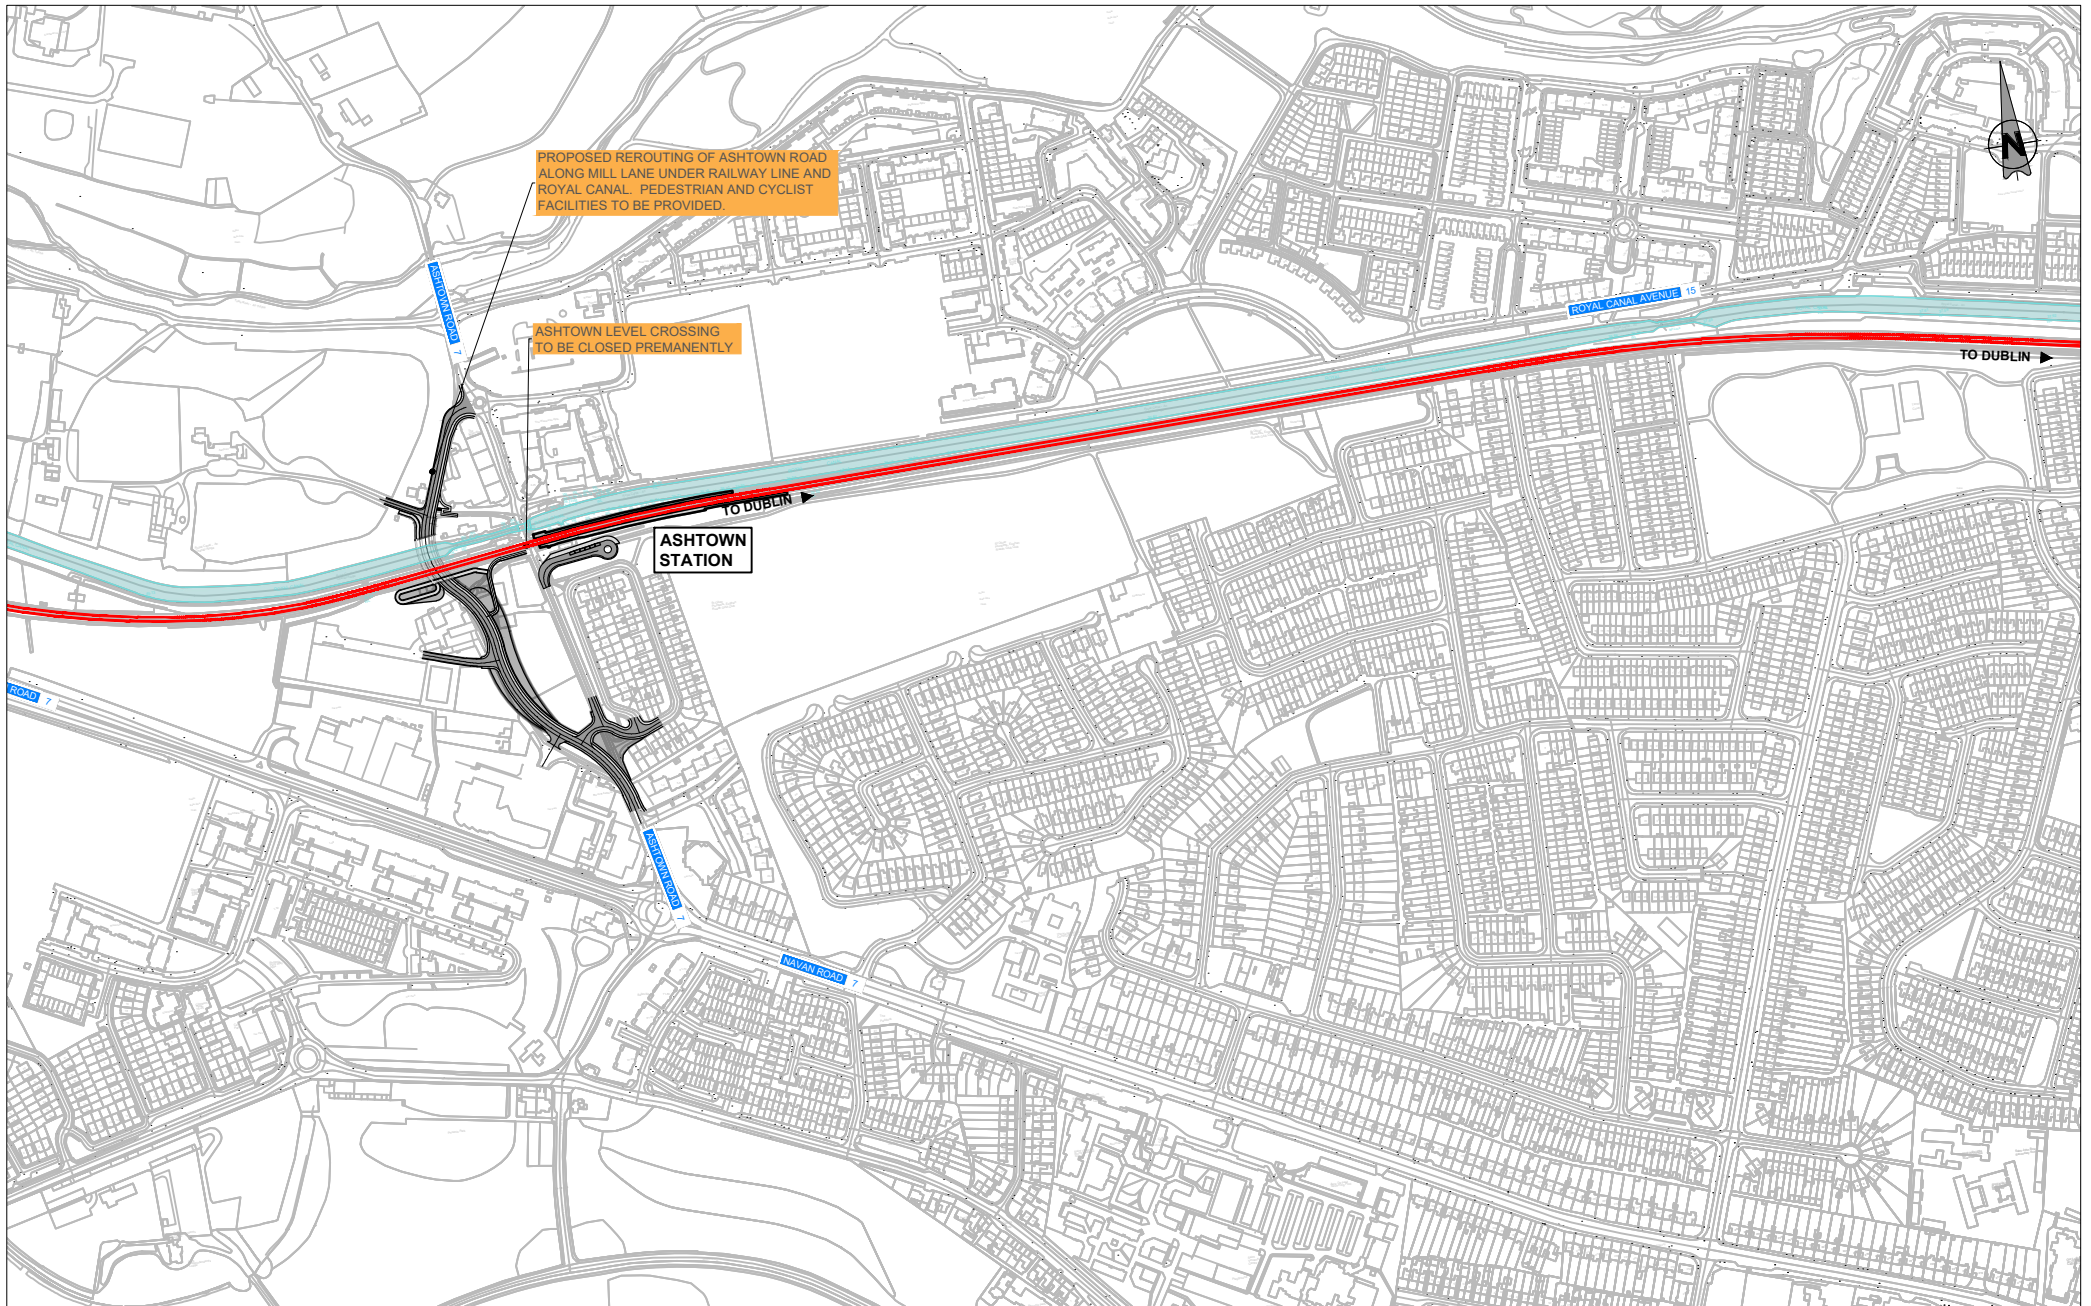 PROPOSED REROUTING OF ASHTOWN ROAD
ALONG MILL LANE UNDER RAILWAY LINE AND
ROYAL CANAL. PEDESTRIAN AND CYCLIST
FACILITIES TO BE PROVIDED.
N
ASHTOWN ROAD 7
ROYAL CANAL AVENUE 15
ASHTOWN LEVEL CROSSING
TO BE CLOSED PREMANENTLY
TO DUBLIN
TO DUBLIN
ASHTOWN
STATION
ROAD 7
ASHTOWN ROAD 7
NAVAN ROAD 7